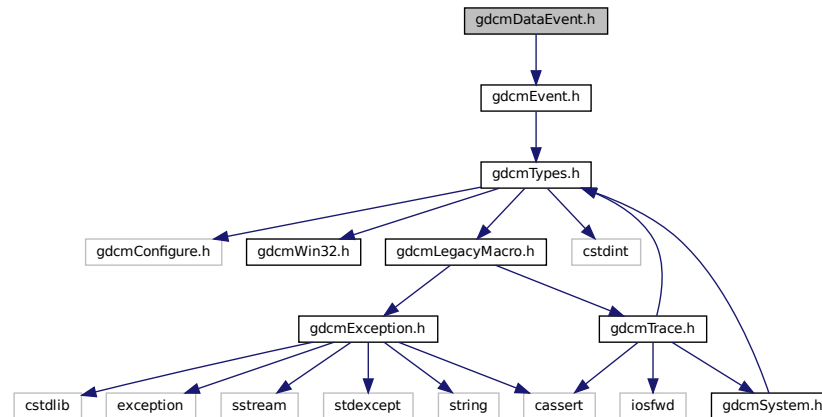 gdcmDataEvent.h
gdcmEvent.h
gdcmTypes.h
gdcmConfigure.h
gdcmWin32.h
gdcmLegacyMacro.h
cstdint
gdcmException.h
gdcmTrace.h
cstdlib
exception
sstream
stdexcept
string
cassert
iosfwd
gdcmSystem.h